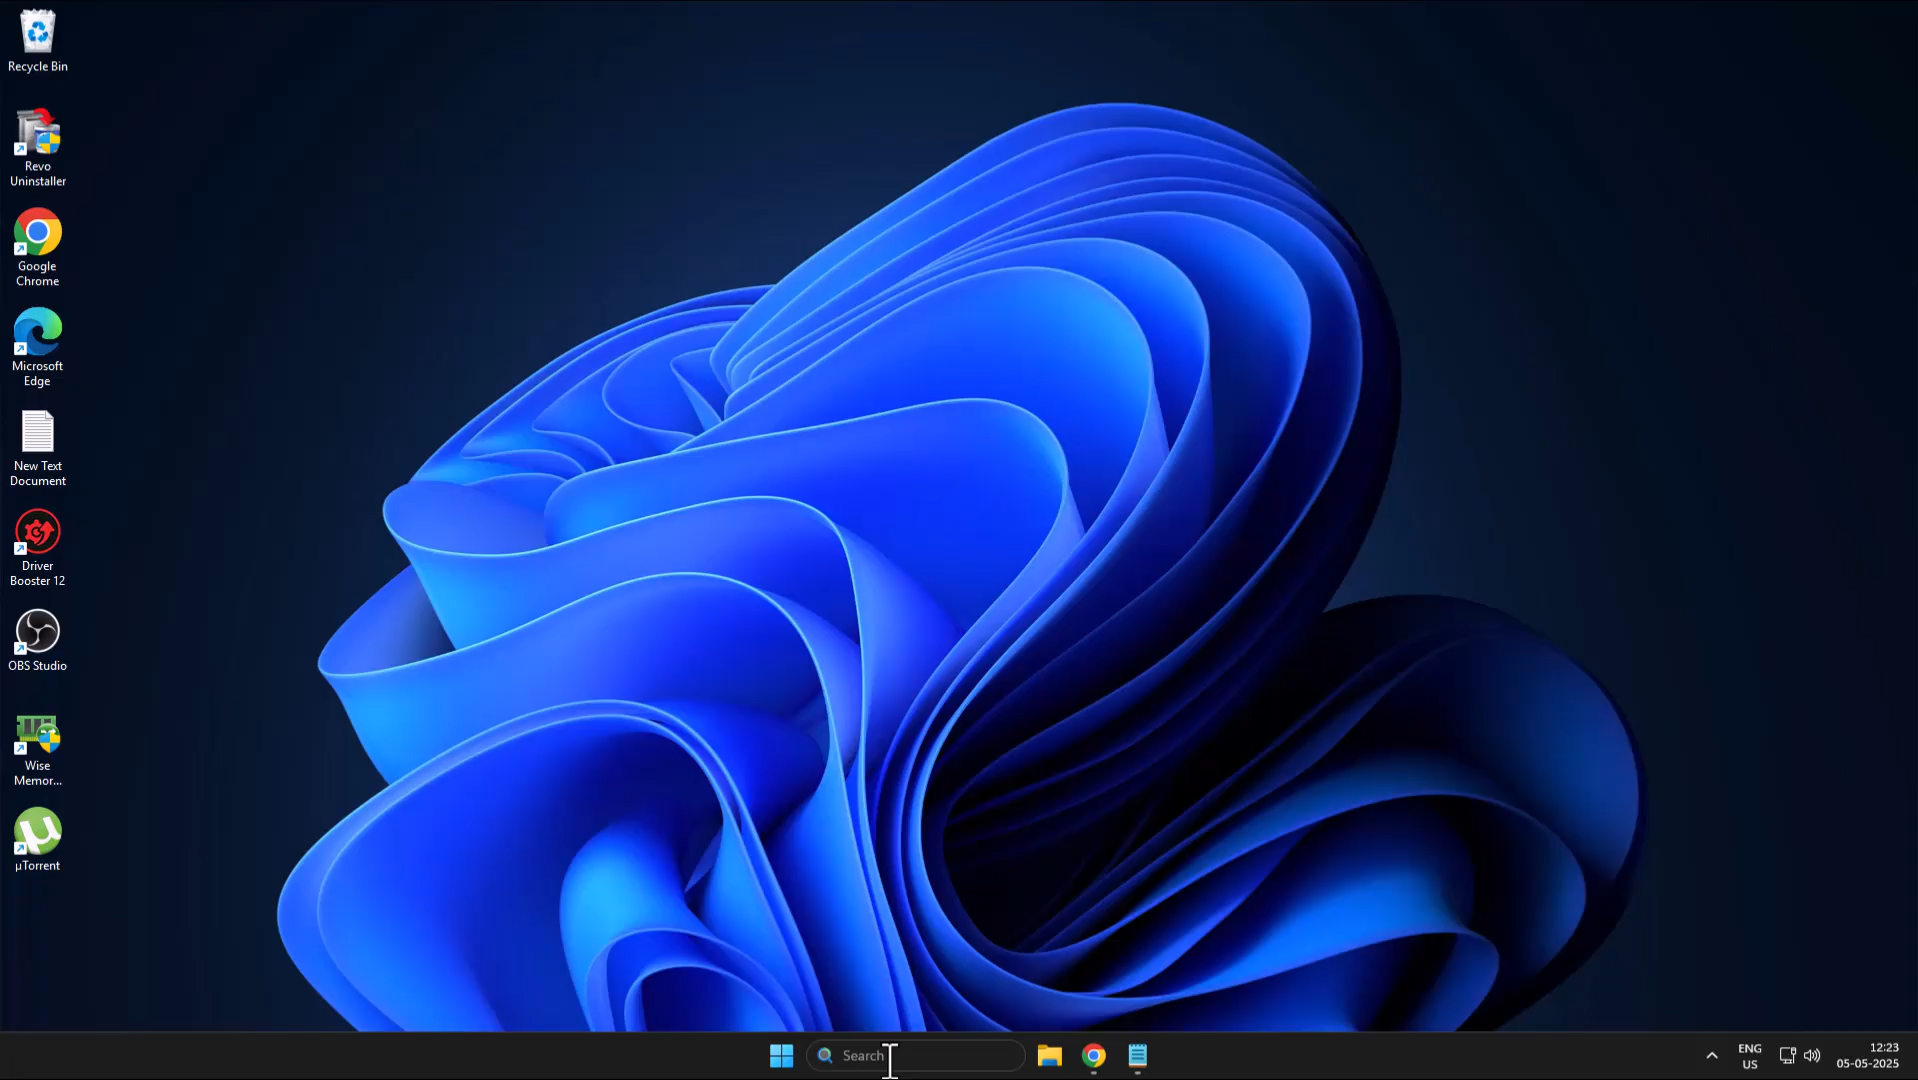 Recycle Bin
Revo
Uninstaller
Google
Chrome
Microsoft
Edge
New Text
Document
Driver
Booster 12
OBS Studio
Wise
Memor...
µTorrent
Search
ENG
US
12:23
05-05-2025